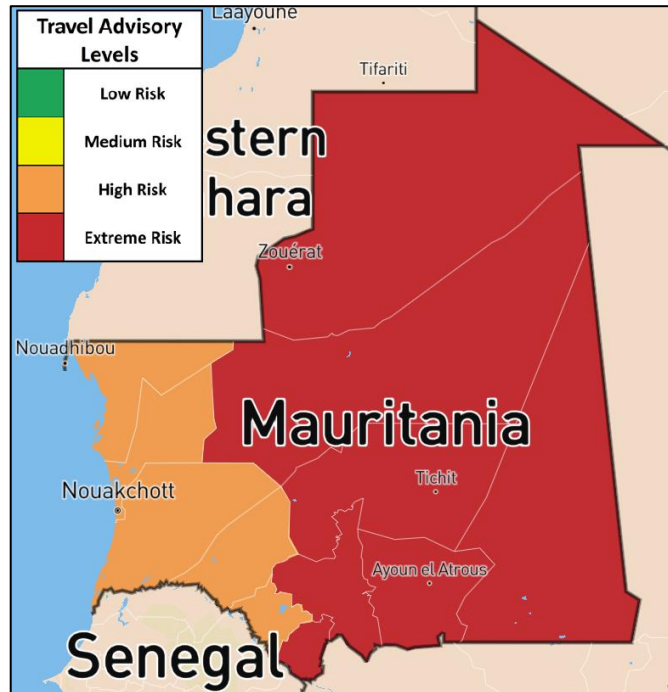 Laayoune
Travel Advisory
Levels
Low Risk
Medium Risk
High Risk
Extreme Risk
Tifariti
stern
hara
Zouérat
Nouadhibou
Mauritania
Nouakchott
Tichit
Ayoun el Atrous
Senegal